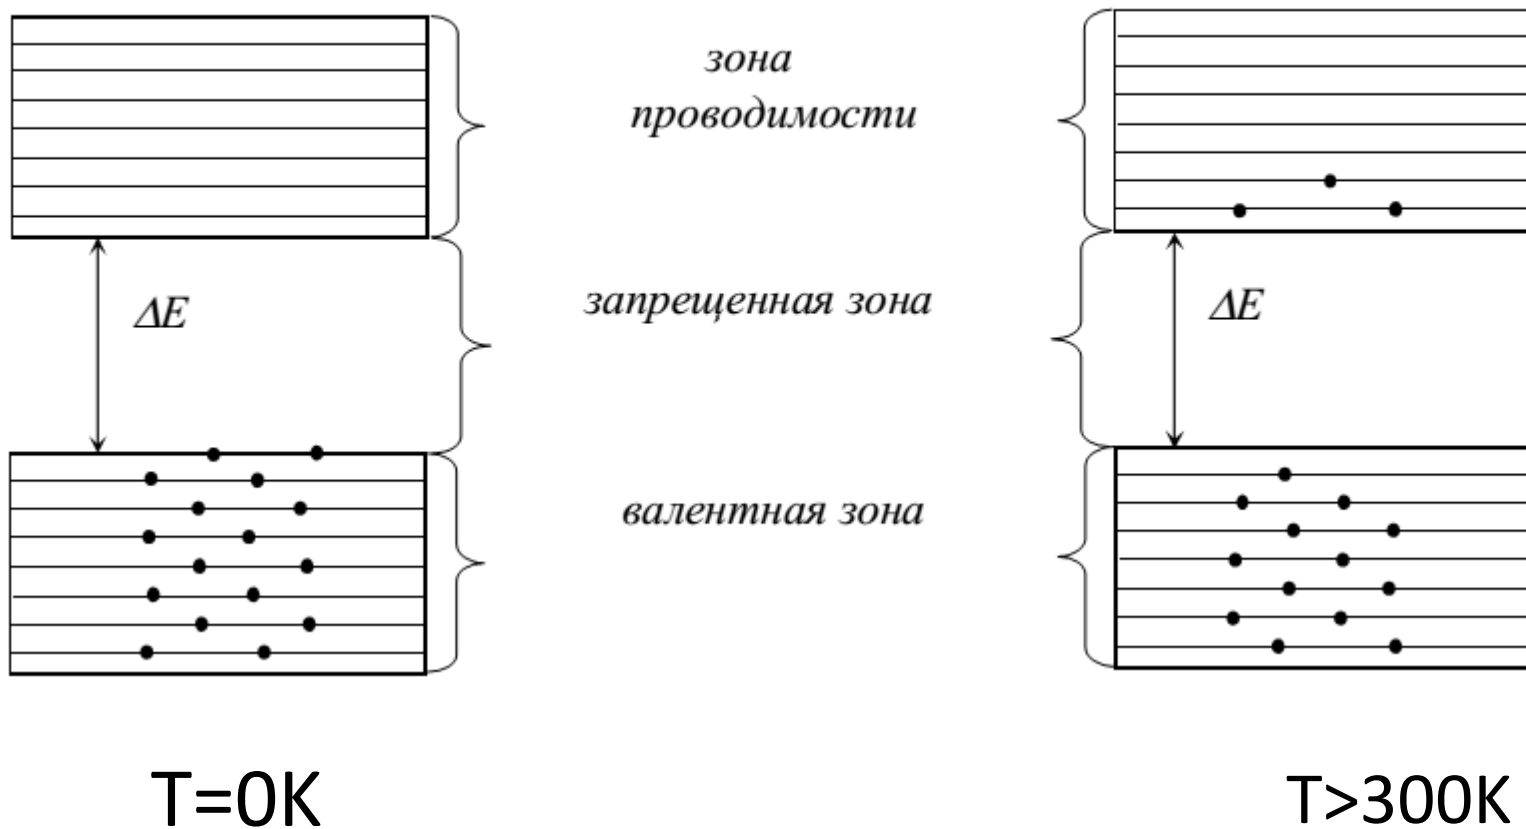 зона
проводимости
ΔE
запрещенная зона
ΔE
валентная зона
T=0K
T>300K